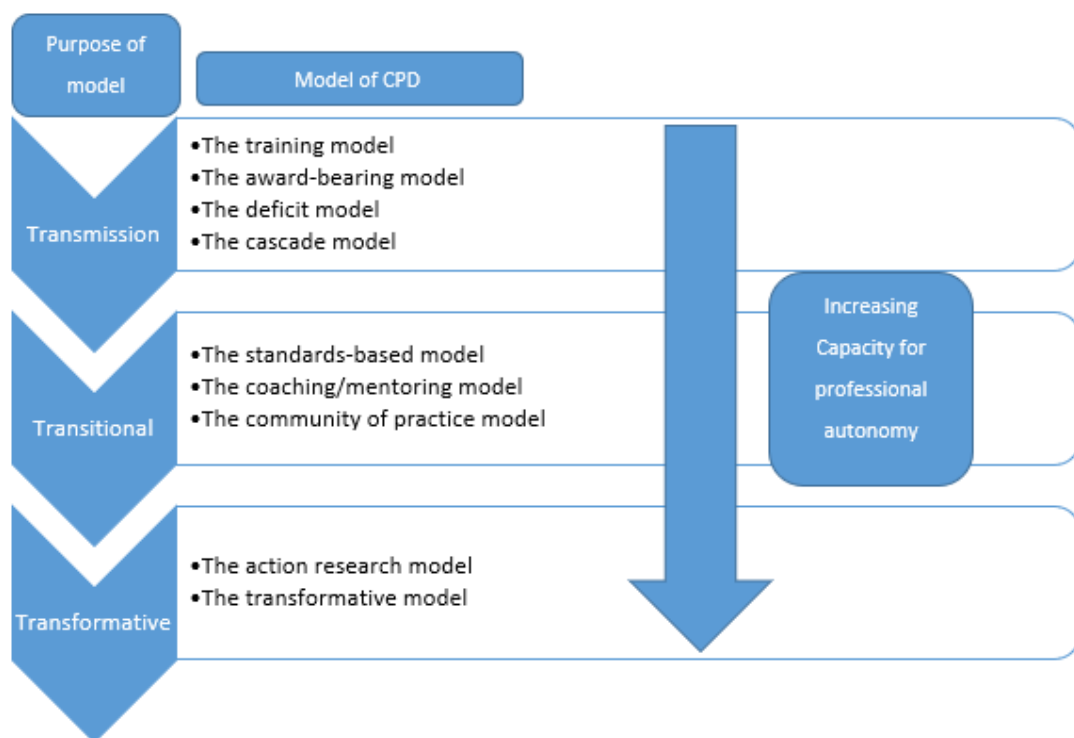 Purpose of
model
Model of CPD
•The training model
•The award-bearing model
•The deficit model
•The cascade model
Transmission
Increasing
Capacity for
professional
autonomy
•The standards-based model
•The coaching/mentoring model
•The community of practice model
Transitional
•The action research model
•The transformative model
Transformative